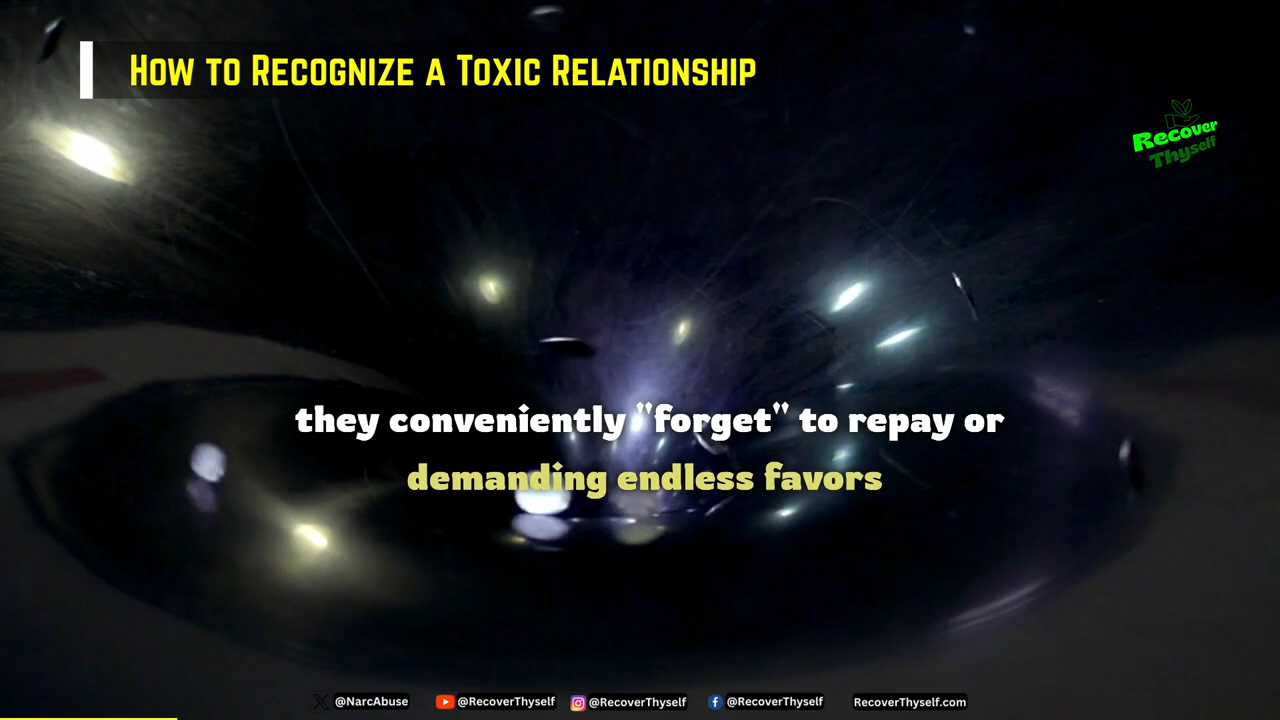 How to Recognize a Toxic Relationship
Recover
Thyself
they conveniently "forget" to repay or
demanding endless favors
@NarcAbuse @RecoverThyself @RecoverThyself @RecoverThyself RecoverThyself.com